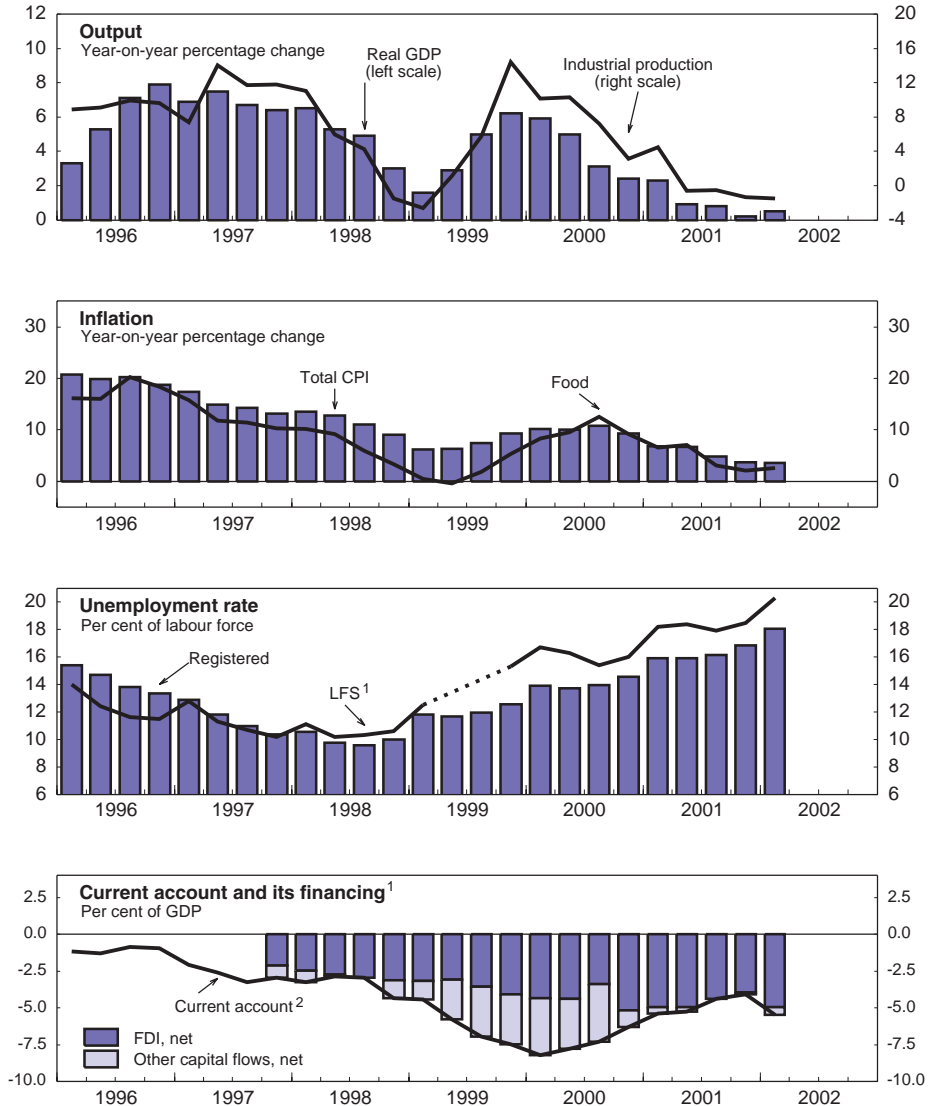 Output
Year-on-year percentage change
Real GDP
(left scale)
Industrial production
(right scale)
12
10
8
6
4
2
0
20
16
12
8
4
0
-4
1996 1997 1998 1999 2000 2001 2002
Inflation
Year-on-year percentage change
Total CPI
Food
30
20
10
0
30
20
10
0
1996 1997 1998 1999 2000 2001 2002
Unemployment rate
Per cent of labour force
Registered
LFS1
20
18
16
14
12
10
8
6
20
18
16
14
12
10
8
6
1996 1997 1998 1999 2000 2001 2002
Current account and its financing1
Per cent of GDP
Current account2
FDI, net
Other capital flows, net
2.5
0.0
-2.5
-5.0
-7.5
-10.0
2.5
0.0
-2.5
-5.0
-7.5
-10.0
1996 1997 1998 1999 2000 2001 2002